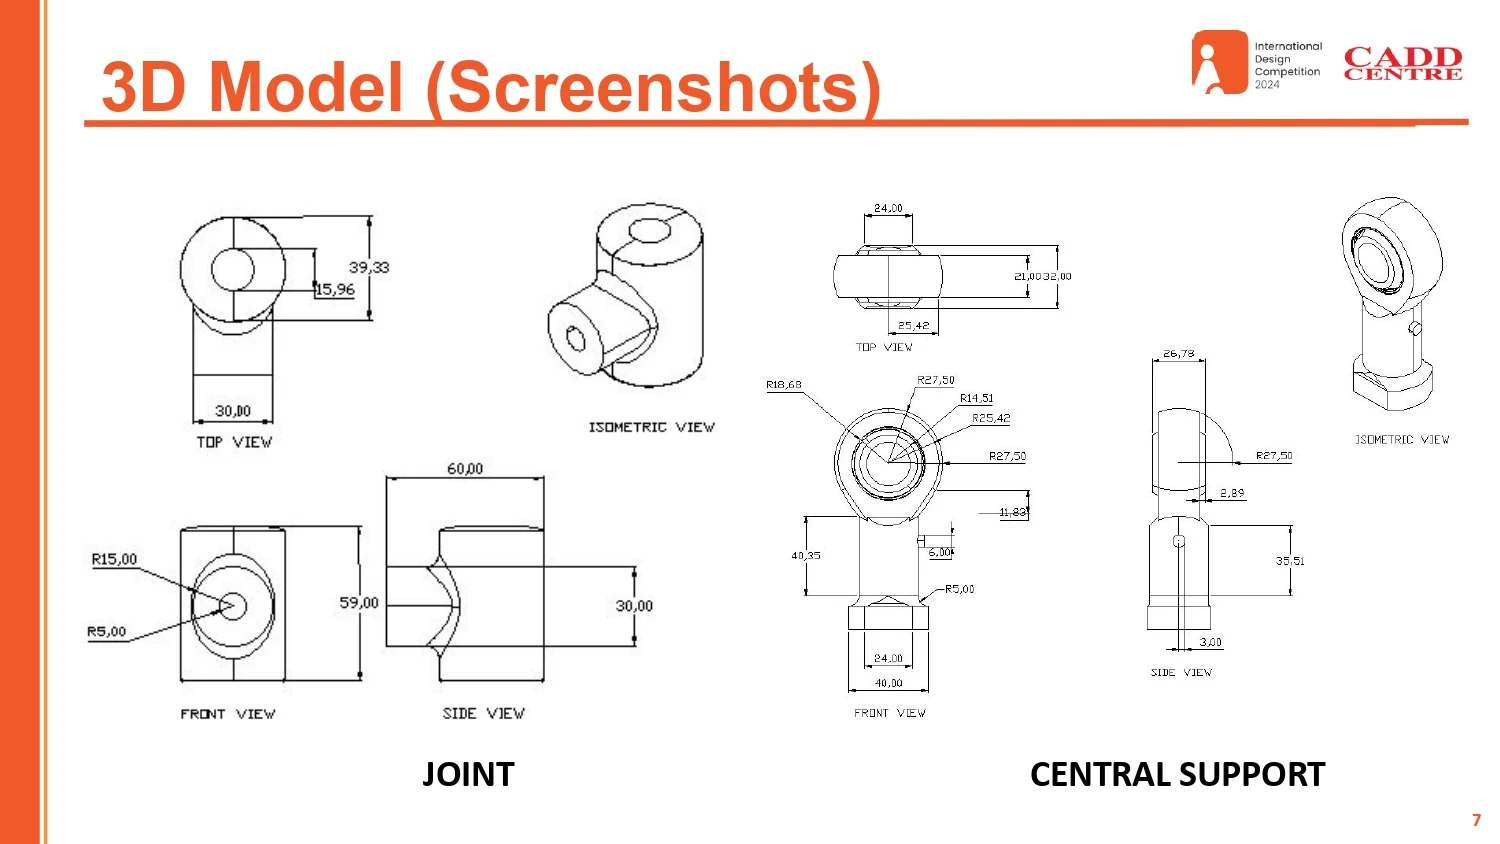 3D Model (Screenshots)
International
Design
Competition
2024
CADD
CENTRE
39,33
15,96
30,00
TOP VIEW
ISOMETRIC VIEW
60,00
R15,00
R5,00
59,00
30,00
FRONT VIEW
SIDE VIEW
JOINT
24,00
21,00
32,00
25,42
TOP VIEW
R18,68
R27,50
R14,51
R25,42
R27,50
11,83
40,35
6,00
R5,00
24,00
40,00
FRONT VIEW
26,78
R27,50
2,89
35,51
3,00
SIDE VIEW
ISOMETRIC VIEW
CENTRAL SUPPORT
7